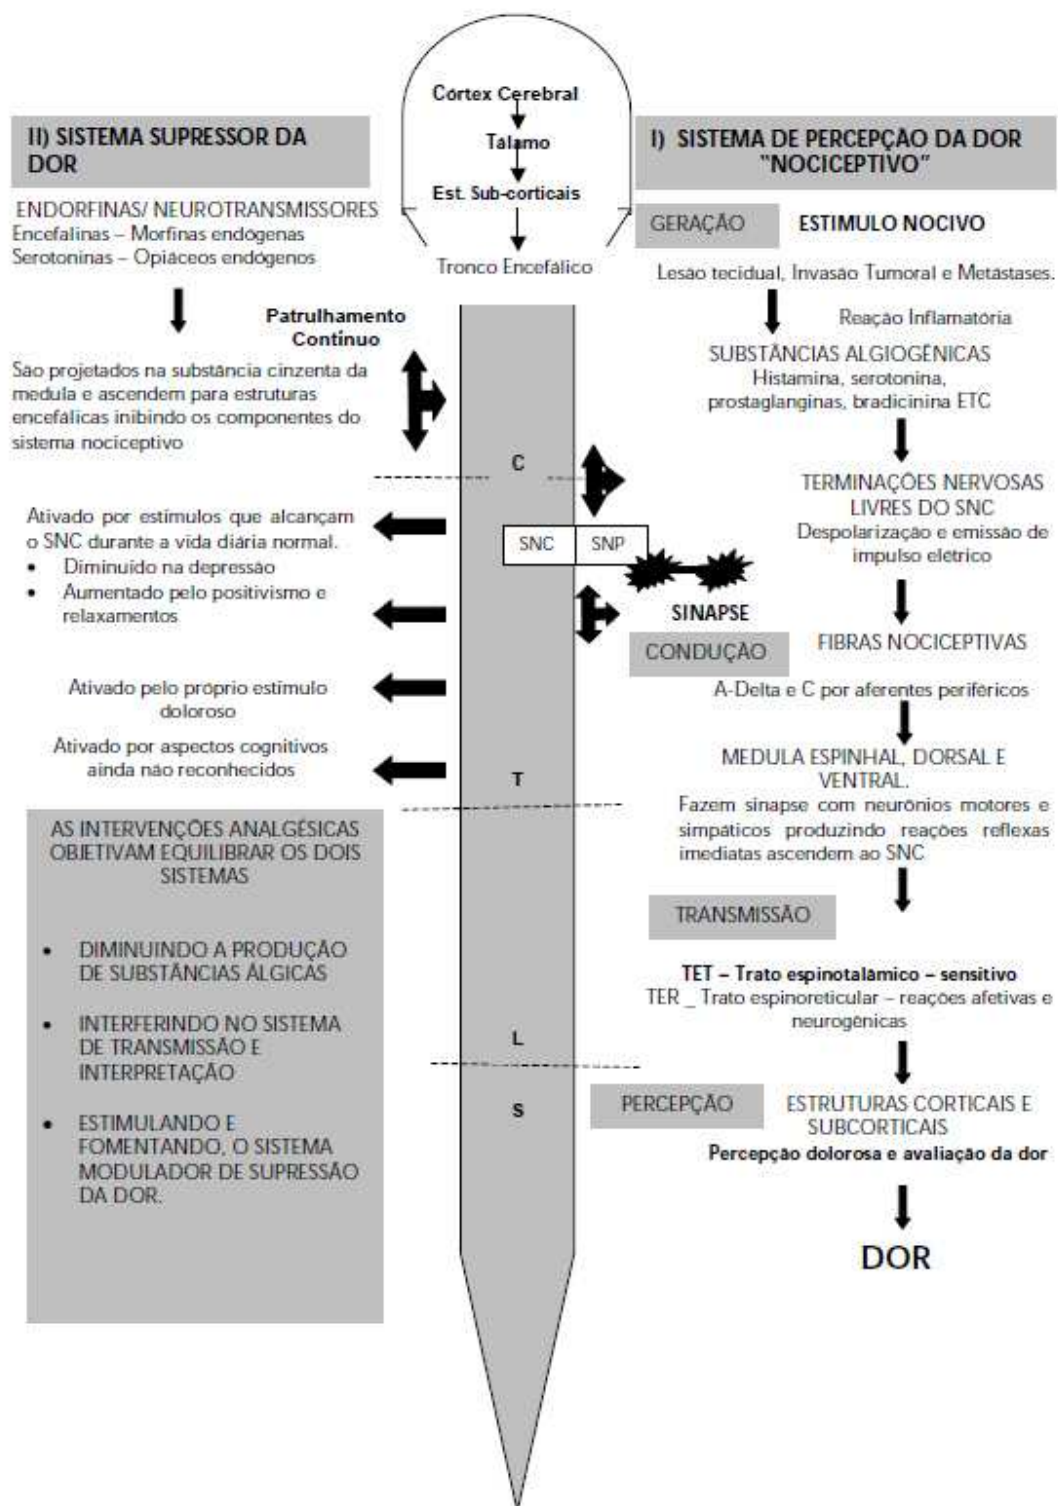 Córtex Cerebral
Tálamo
Est. Sub-corticais
Tronco Encefálico
II) SISTEMA SUPRESSOR DA
DOR
ENDORFINAS/ NEUROTRANSMISSORES
Encefalinas – Morfinas endógenas
Serotoninas – Opiáceos endógenos
Patrulhamento
Contínuo
São projetados na substância cinzenta da
medula e ascendem para estruturas
encefálicas inibindo os componentes do
sistema nociceptivo
Ativado por estímulos que alcançam
o SNC durante a vida diária normal.
• Diminuído na depressão
• Aumentado pelo positivismo e
relaxamentos
Ativado pelo próprio estímulo
doloroso
Ativado por aspectos cognitivos
ainda não reconhecidos
AS INTERVENÇÕES ANALGÉSICAS
OBJETIVAM EQUILIBRAR OS DOIS
SISTEMAS
• DIMINUINDO A PRODUÇÃO
DE SUBSTÂNCIAS ÁLGICAS
• INTERFERINDO NO SISTEMA
DE TRANSMISSÃO E
INTERPRETAÇÃO
• ESTIMULANDO E
FOMENTANDO, O SISTEMA
MODULADOR DE SUPRESSÃO
DA DOR.
C
SNC SNP
T
L
S
I) SISTEMA DE PERCEPÇÃO DA DOR
"NOCICEPTIVO"
GERAÇÃO ESTIMULO NOCIVO
Lesão tecidual, Invasão Tumoral e Metástases.
Reação Inflamatória
SUBSTÂNCIAS ALGIOGÊNICAS
Histamina, serotonina,
prostaglanginas, bradicinina ETC
TERMINAÇÕES NERVOSAS
LIVRES DO SNC
Despolarização e emissão de
impulso elétrico
SINAPSE
CONDUÇÃO FIBRAS NOCICEPTIVAS
A-Delta e C por aferentes periféricos
MEDULA ESPINHAL, DORSAL E
VENTRAL.
Fazem sinapse com neurônios motores e
simpáticos produzindo reações reflexas
imediatas ascendem ao SNC
TRANSMISSÃO
TET – Trato espinotalâmico – sensitivo
TER _ Trato espinoreticular – reações afetivas e
neurogênicas
PERCEPÇÃO ESTRUTURAS CORTICAIS E
SUBCORTICAIS
Percepção dolorosa e avaliação da dor
DOR